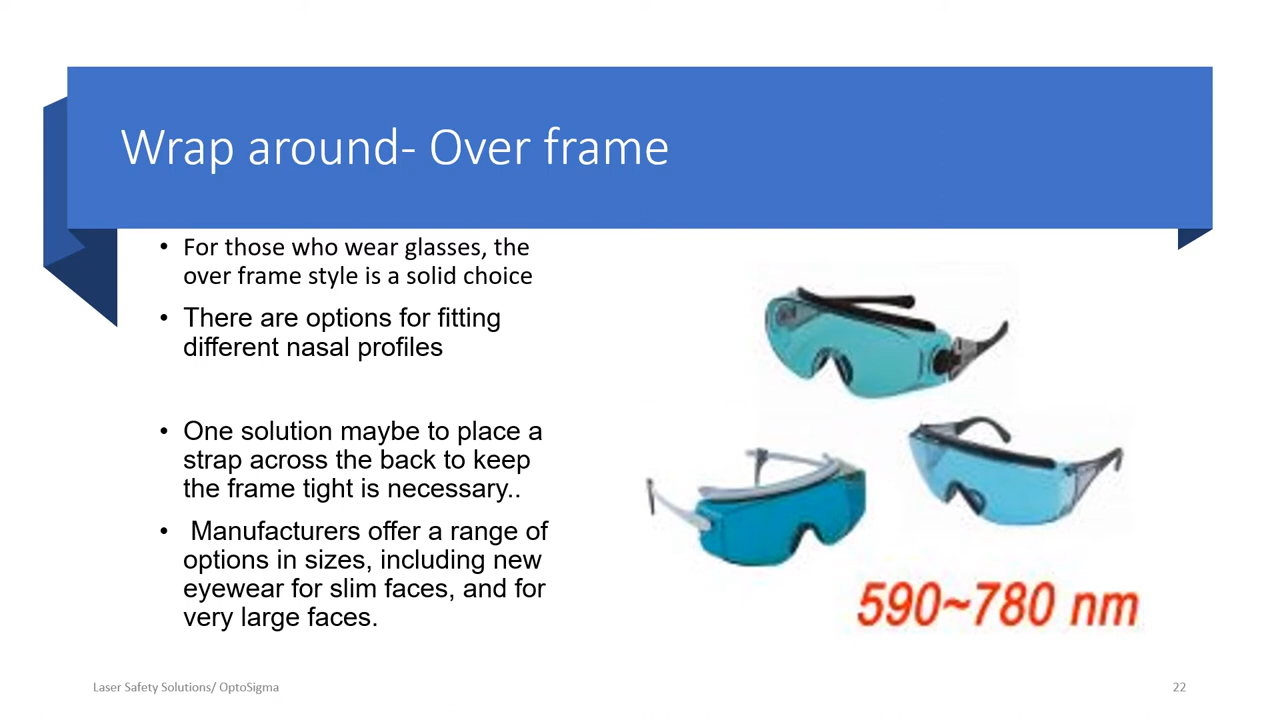 Wrap around- Over frame
• For those who wear glasses, the
over frame style is a solid choice
• There are options for fitting
different nasal profiles
• One solution maybe to place a
strap across the back to keep
the frame tight is necessary..
• Manufacturers offer a range of
options in sizes, including new
eyewear for slim faces, and for
very large faces.
590~780 nm
Laser Safety Solutions/ OptoSigma
22